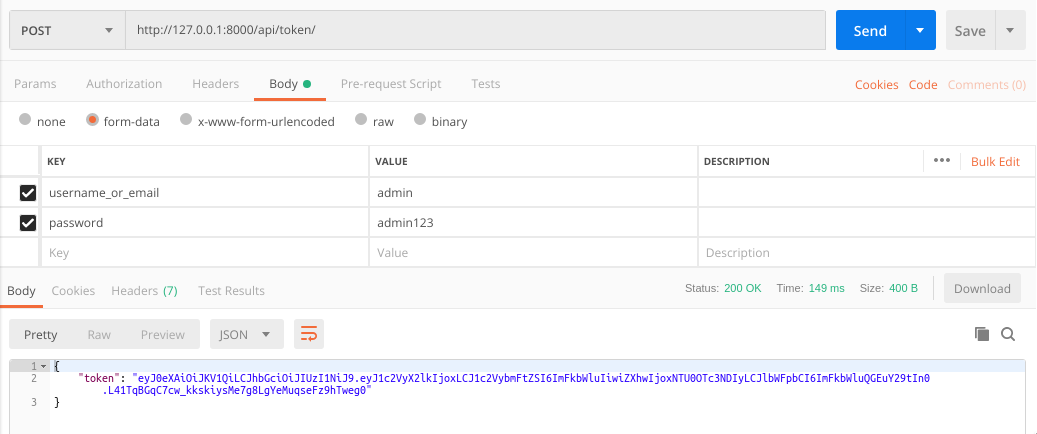 POST http://127.0.0.1:8000/api/token/ Send Save
Params Authorization Headers Body Pre-request Script Tests Cookies Code Comments (0)
none form-data x-www-form-urlencoded raw binary
KEY VALUE DESCRIPTION ••• Bulk Edit
username_or_email admin
password admin123
Key Value Description
Body Cookies Headers (7) Test Results Status: 200 OK Time: 149 ms Size: 400 B Download
Pretty Raw Preview JSON
1 {
2 "token": "eyJ0eXAiOiJKV1QiLCJhbGciOiJIUzI1NiJ9.eyJ1c2VyX2lkIjoxLCJ1c2VybmFtZSI6ImFkbWluIiwiZXhwIjoxNTU0OTc3NDIyLCJlbWFpbCI6ImFkbWluQGEuY29tIn0
.L41TqBGqC7cw_kkskiysMe7g8LgYeMuqseFz9hTweg0"
3 }